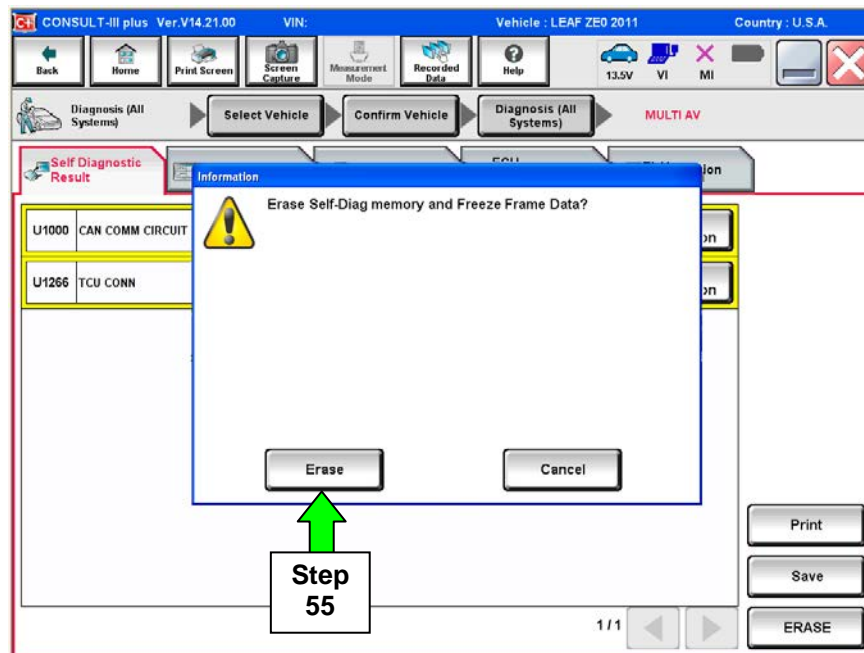 CONSULT-III plus Ver.V14.21.00 VIN: Vehicle : LEAF ZE0 2011 Country : U.S.A.
Back
Home
Print Screen
Screen Capture
Measurement Mode
Recorded Data
Help
13.5V
VI
MI
Diagnosis (All Systems)
Select Vehicle
Confirm Vehicle
Diagnosis (All Systems)
MULTI AV
Self Diagnostic
Result
Information
Erase Self-Diag memory and Freeze Frame Data?
U1000 CAN COMM CIRCUIT
U1266 TCU CONN
Erase
Cancel
Step
55
Print
Save
1/1
ERASE